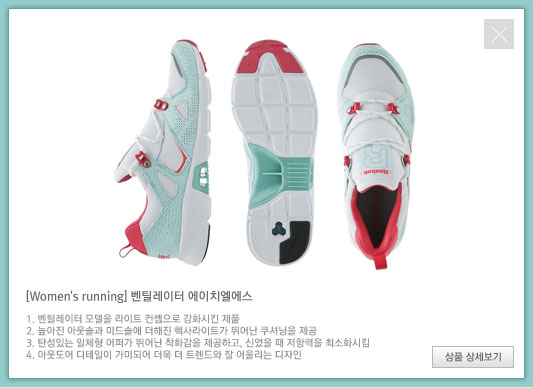 R
Reebok
[Women's running] 벤틸레이터 에이치엘에스
1. 벤틸레이터 모델을 라이트 컨셉으로 강화시킨 제품
2. 높아진 아웃솔과 미드솔에 더해진 헥사라이트가 뛰어난 쿠셔닝을 제공
3. 탄성있는 일체형 어퍼가 뛰어난 착화감을 제공하고, 신었을 때 저항력을 최소화시킴
4. 아웃도어 디테일이 가미되어 더욱 더 트렌드와 잘 어울리는 디자인
상품 상세보기